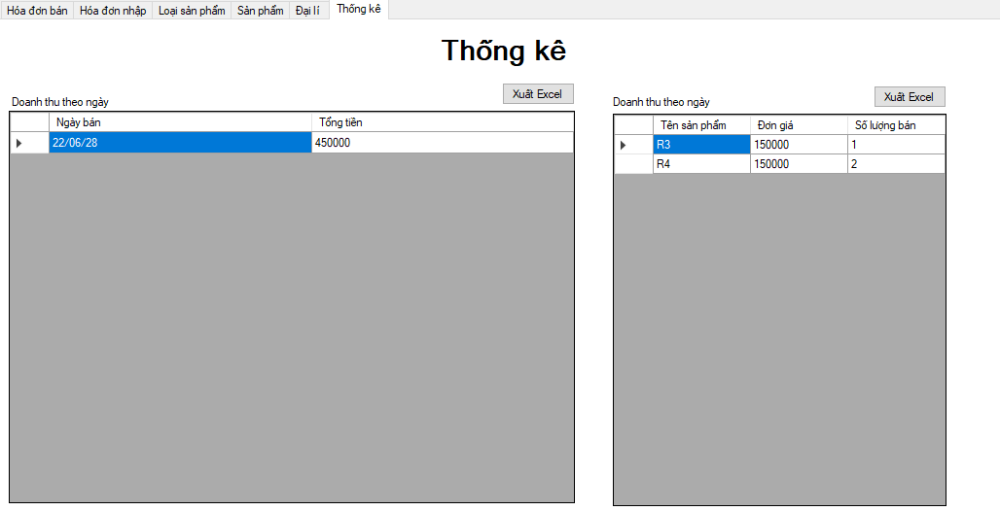 Hóa đơn bán Hóa đơn nhập Loại sản phẩm Sản phẩm Đại lí Thống kê
Thống kê
Doanh thu theo ngày Xuất Excel
Ngày bán Tổng tiền
22/06/28 450000
Doanh thu theo ngày Xuất Excel
Tên sản phẩm Đơn giá Số lượng bán
R3 150000 1
R4 150000 2